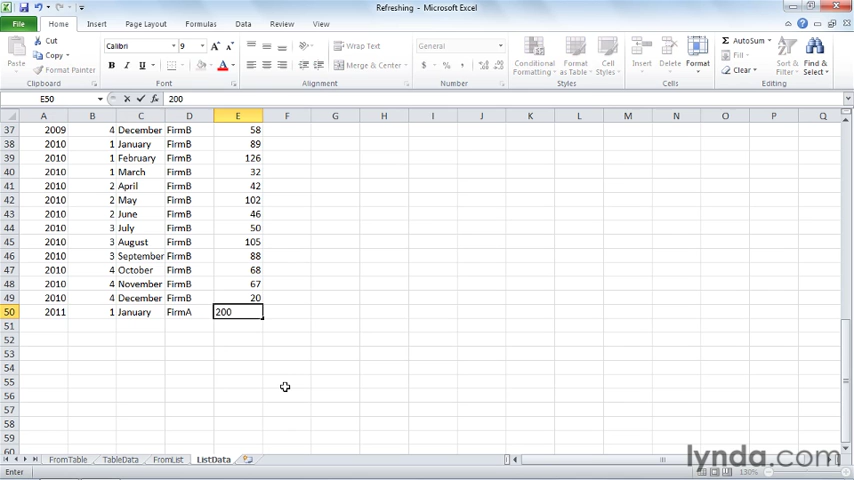 Refreshing - Microsoft Excel
File Home Insert Page Layout Formulas Data Review View
Paste
Cut
Copy
Format Painter
Clipboard
Calibri 9
B I U
Font
Wrap Text
Merge & Center
Alignment
General
$ % ,
Number
Conditional Formatting
Format as Table
Cell Styles
Styles
Insert Delete Format
Cells
Σ AutoSum
Fill
Clear
Sort & Filter
Find & Select
Editing
E50 fx 200
A B C D E F G H I J K L M N O P Q
37 2009 4 December FirmB 58
38 2010 1 January FirmB 89
39 2010 1 February FirmB 126
40 2010 1 March FirmB 32
41 2010 2 April FirmB 42
42 2010 2 May FirmB 102
43 2010 2 June FirmB 46
44 2010 3 July FirmB 50
45 2010 3 August FirmB 105
46 2010 3 September FirmB 88
47 2010 4 October FirmB 68
48 2010 4 November FirmB 67
49 2010 4 December FirmB 20
50 2011 1 January FirmA 200
51
52
53
54
55
56
57
58
59
60
FromTable TableData FromList ListData
Enter 130%
lynda.com